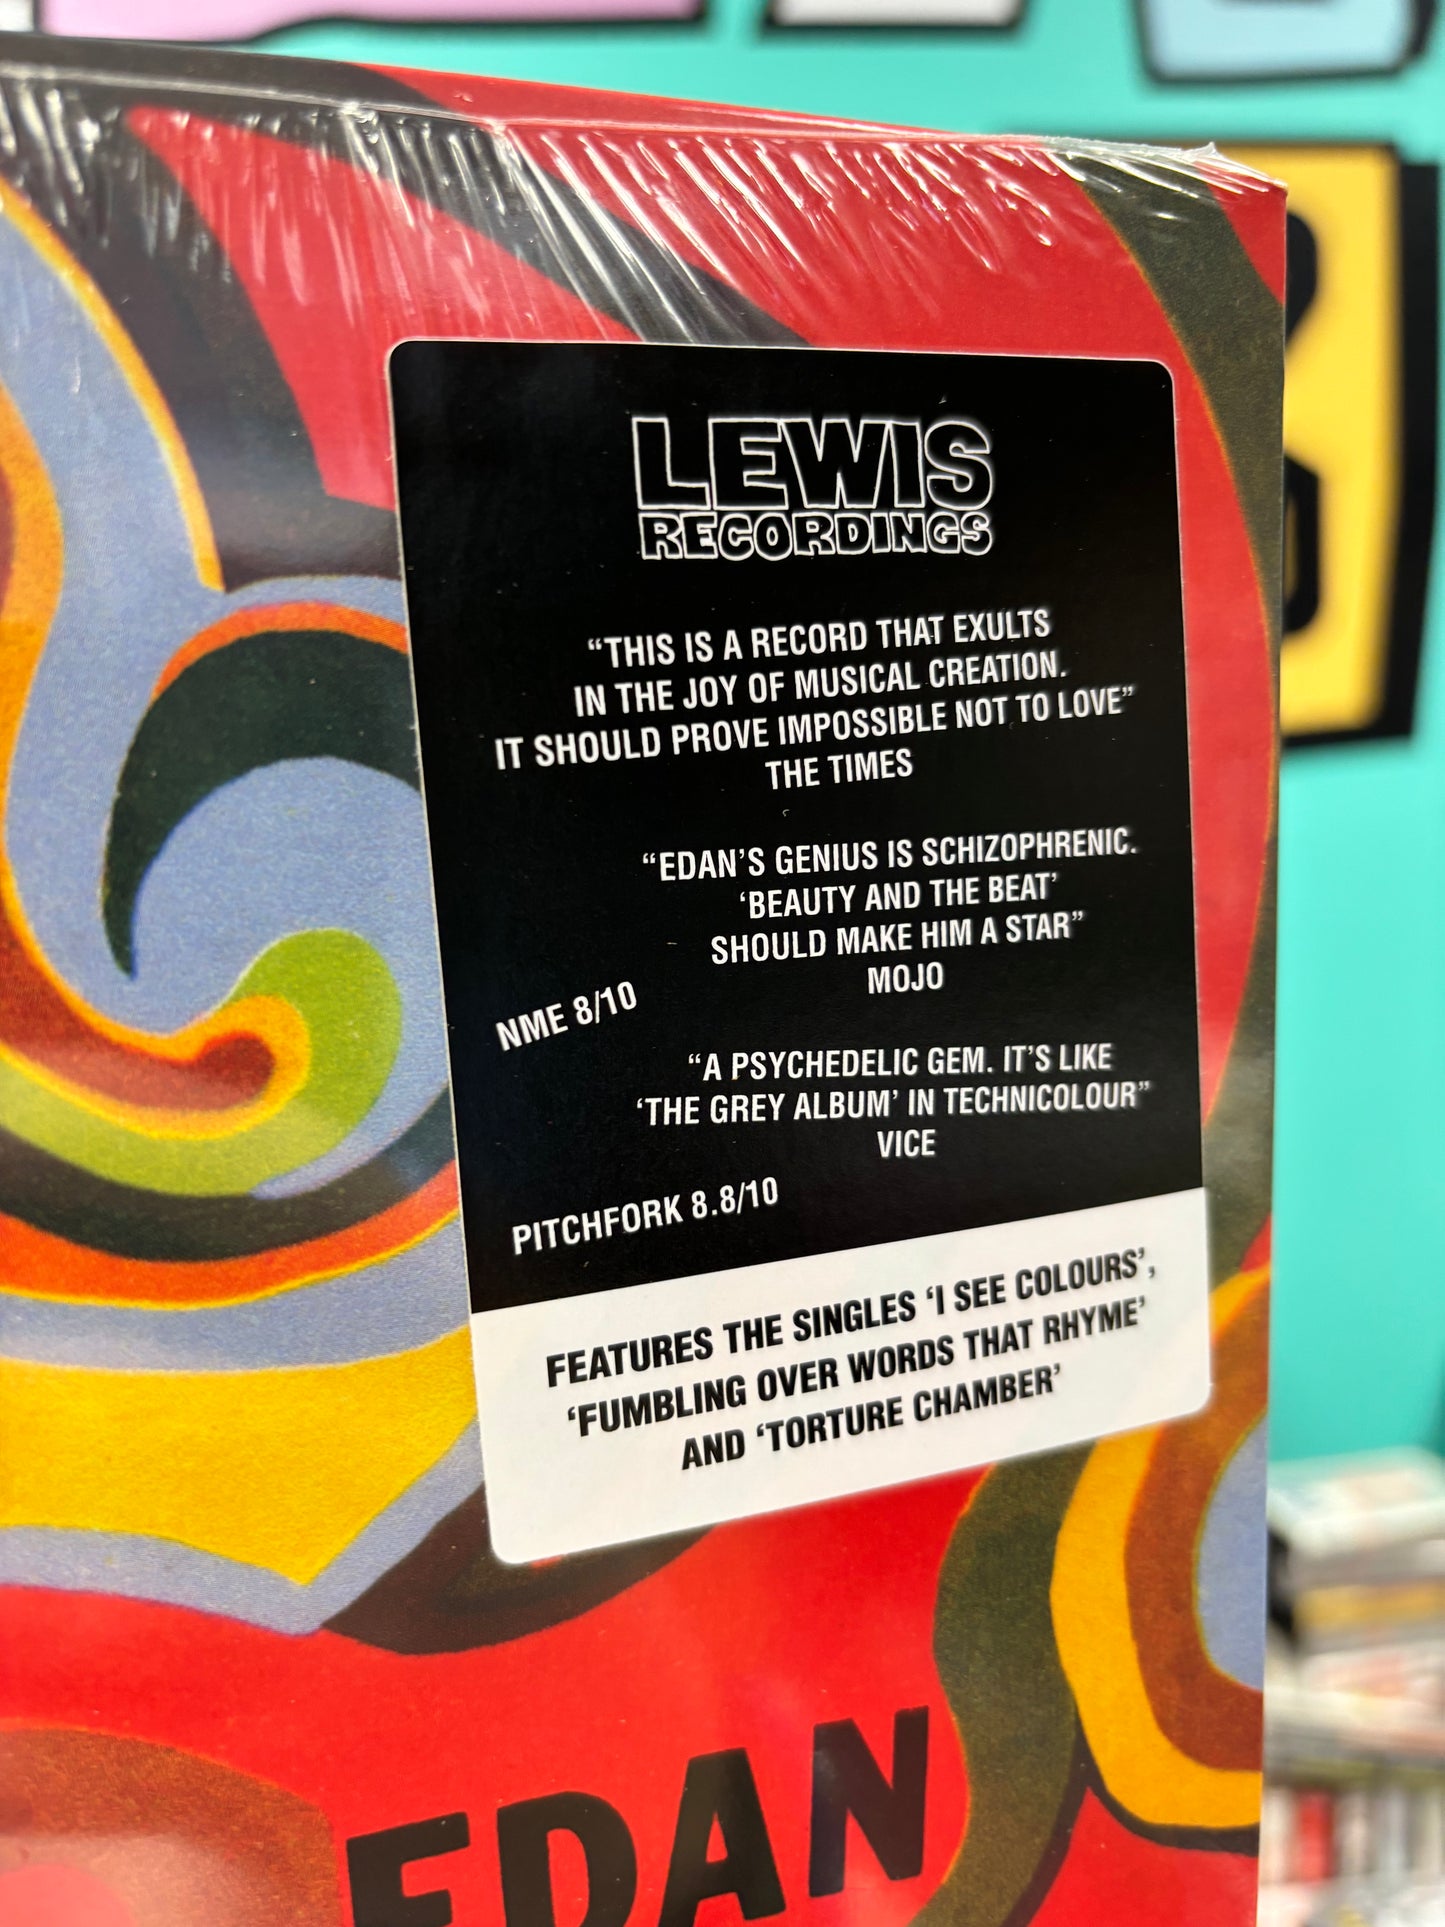 LEWIS
RECORDINGS
“THIS IS A RECORD THAT EXULTS
IN THE JOY OF MUSICAL CREATION.
IT SHOULD PROVE IMPOSSIBLE NOT TO LOVE”
THE TIMES
“EDAN’S GENIUS IS SCHIZOPHRENIC.
‘BEAUTY AND THE BEAT’
SHOULD MAKE HIM A STAR”
MOJO
NME 8/10
“A PSYCHEDELIC GEM. IT’S LIKE
‘THE GREY ALBUM’ IN TECHNICOLOUR”
VICE
PITCHFORK 8.8/10
FEATURES THE SINGLES ‘I SEE COLOURS’,
‘FUMBLING OVER WORDS THAT RHYME’
AND ‘TORTURE CHAMBER’
EDAN